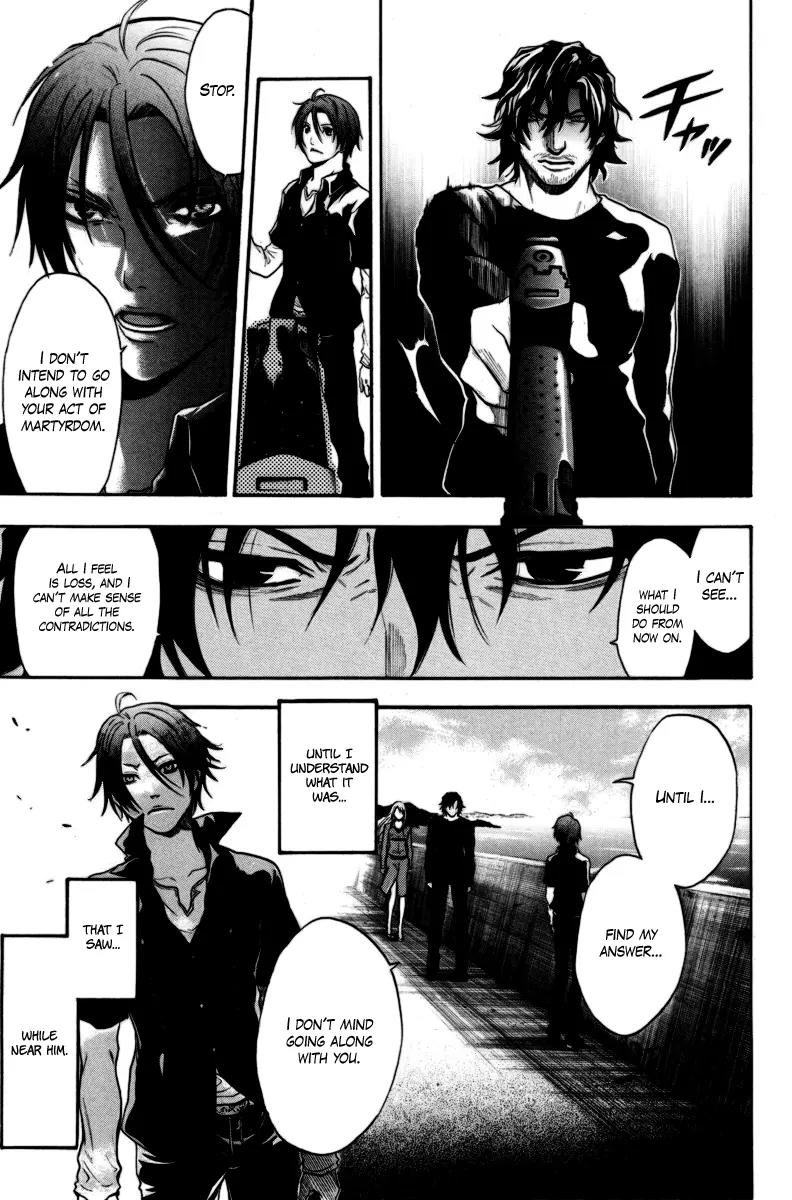 チャッ
STOP.
I DON'T
INTEND TO GO
ALONG WITH
YOUR ACT OF
MARTYRDOM.
I CAN'T
SEE...
WHAT I
SHOULD
DO FROM
NOW ON.
ALL I FEEL
IS LOSS, AND I
CAN'T MAKE SENSE
OF ALL THE
CONTRADICTIONS.
UNTIL I...
FIND MY
ANSWER...
UNTIL I
UNDERSTAND
WHAT IT
WAS...
THAT I
SAW...
WHILE
NEAR HIM.
I DON'T MIND
GOING ALONG
WITH YOU.